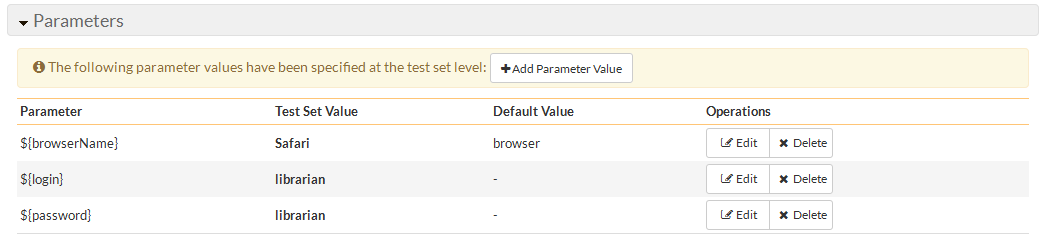 Parameters
The following parameter values have been specified at the test set level: Add Parameter Value
Parameter Test Set Value Default Value Operations
${browserName} Safari browser Edit Delete
${login} librarian - Edit Delete
${password} librarian - Edit Delete